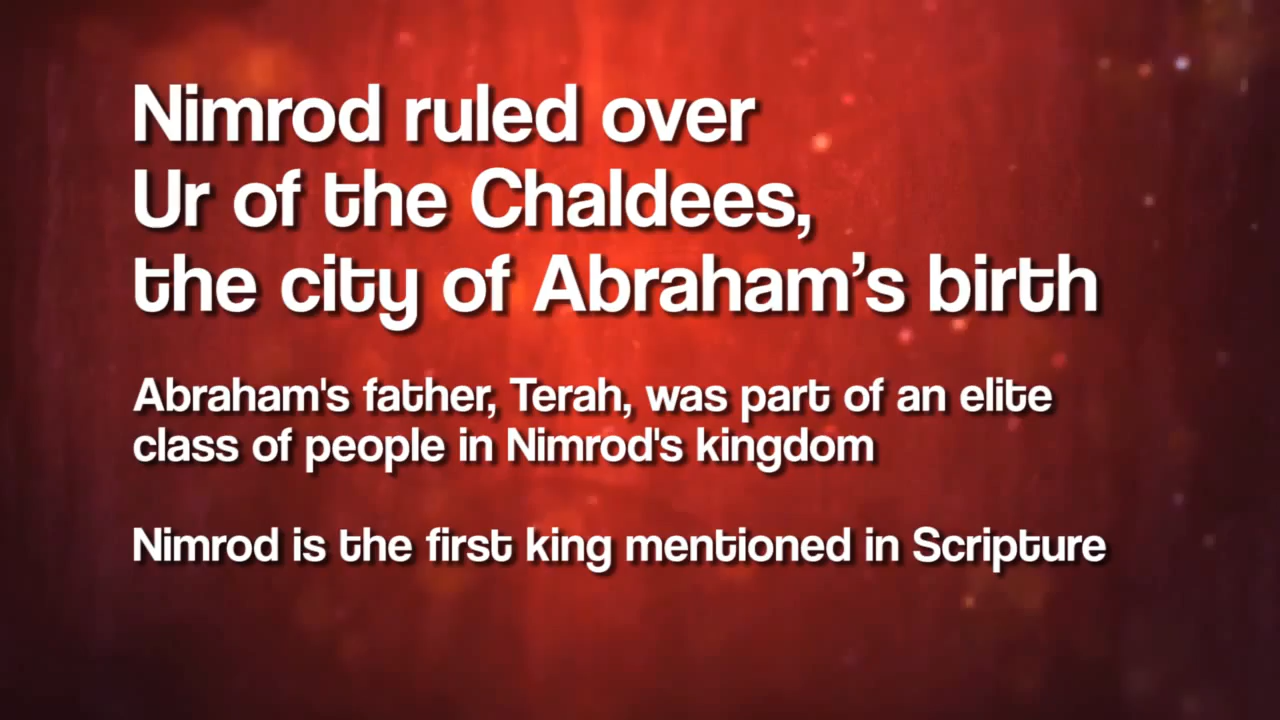 Nimrod ruled over
Ur of the Chaldees,
the city of Abraham’s birth
Abraham's father, Terah, was part of an elite
class of people in Nimrod's kingdom
Nimrod is the first king mentioned in Scripture